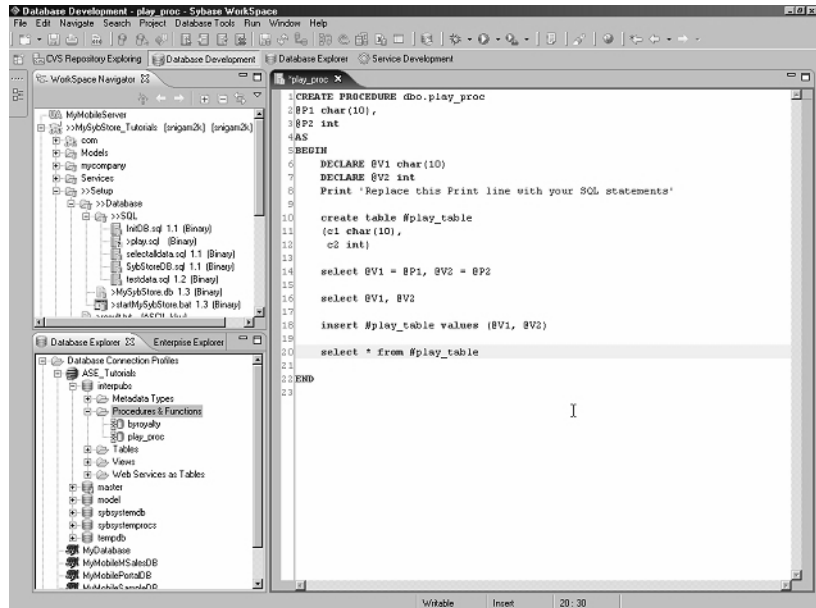 Database Development - play_proc - Sybase WorkSpace
File Edit Navigate Search Project Database Tools Run Window Help
CVS Repository Exploring Database Development Database Explorer Service Development
WorkSpace Navigator
MyMobileServer
>>MySybStore_Tutorials (snigam2k) (snigam2k)
com
Models
mycompany
Services
>>Setup
>>Database
>>SQL
InitDB.sql 1.1 (Binary)
>play.sql (Binary)
selectalldata.sql 1.1 (Binary)
SybStoreDB.sql 1.1 (Binary)
testdata.sql 1.2 (Binary)
>MySybStore.db 1.3 (Binary)
>startMySybStore.bat 1.3 (Binary)
Database Explorer Enterprise Explorer
Database Connection Profiles
ASE_Tutorials
interpubs
Metadata Types
Procedures & Functions
byroyalty
play_proc
Tables
Views
Web Services as Tables
master
model
sybsystemdb
sybsystemprocs
tempdb
MyDatabase
MyMobileMSalesDB
MyMobilePortalDB
MyMobileSampleDB
*play_proc
1 CREATE PROCEDURE dbo.play_proc
2 @P1 char(10),
3 @P2 int
4 AS
5 BEGIN
6 DECLARE @V1 char(10)
7 DECLARE @V2 int
8 Print 'Replace this Print line with your SQL statements'
9
10 create table #play_table
11 (c1 char(10),
12 c2 int)
13
14 select @V1 = @P1, @V2 = @P2
15
16 select @V1, @V2
17
18 insert #play_table values (@V1, @V2)
19
20 select * from #play_table
21
22 END
23
Writable Insert 20 : 30